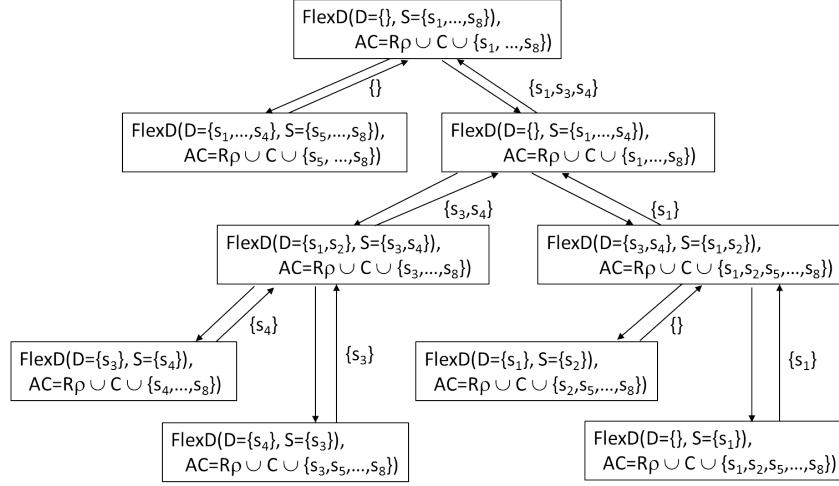 FlexD(D={}, S={s₁,...,s₈}),
AC=Rρ ∪ C ∪ {s₁, ...,s₈})
{}
{s₁,s₃,s₄}
FlexD(D={s₁,...,s₄}, S={s₅,...,s₈}),
AC=Rρ ∪ C ∪ {s₅, ...,s₈})
FlexD(D={}, S={s₁,...,s₄}),
AC=Rρ ∪ C ∪ {s₁,...,s₈})
{s₃,s₄}
{s₁}
FlexD(D={s₁,s₂}, S={s₃,s₄}),
AC=Rρ ∪ C ∪ {s₃,...,s₈})
FlexD(D={s₃,s₄}, S={s₁,s₂}),
AC=Rρ ∪ C ∪ {s₁,s₂,s₅,...,s₈})
{s₄}
{s₃}
{}
{s₁}
FlexD(D={s₃}, S={s₄}),
AC=Rρ ∪ C ∪ {s₄,...,s₈})
FlexD(D={s₁}, S={s₂}),
AC=Rρ ∪ C ∪ {s₂,s₅,...,s₈})
FlexD(D={s₄}, S={s₃}),
AC=Rρ ∪ C ∪ {s₃,s₅,...,s₈})
FlexD(D={}, S={s₁}),
AC=Rρ ∪ C ∪ {s₁,s₂,s₅,...,s₈})